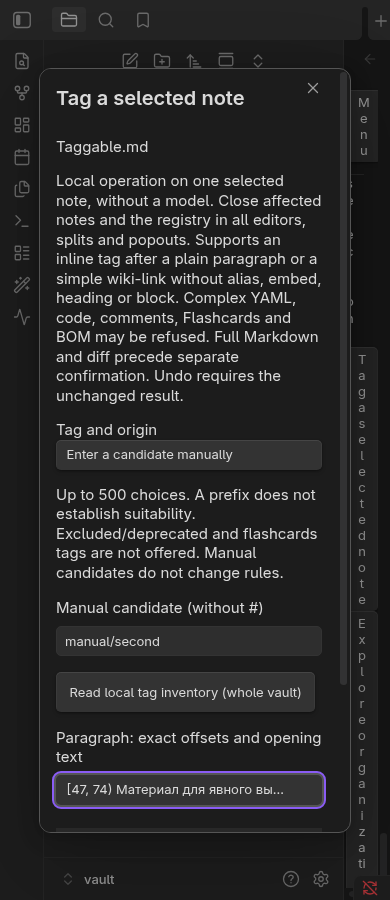 Tag a selected note
Taggable.md
Local operation on one selected
note, without a model. Close affected
notes and the registry in all editors,
splits and popouts. Supports an
inline tag after a plain paragraph or a
simple wiki-link without alias, embed,
heading or block. Complex YAML,
code, comments, Flashcards and
BOM may be refused. Full Markdown
and diff precede separate
confirmation. Undo requires the
unchanged result.
Tag and origin
Enter a candidate manually
Up to 500 choices. A prefix does not
establish suitability.
Excluded/deprecated and flashcards
tags are not offered. Manual
candidates do not change rules.
Manual candidate (without #)
manual/second
Read local tag inventory (whole vault)
Paragraph: exact offsets and opening
text
[47, 74) Материал для явного вы...
vault
Menu
Tag a selected note
Explore organizati